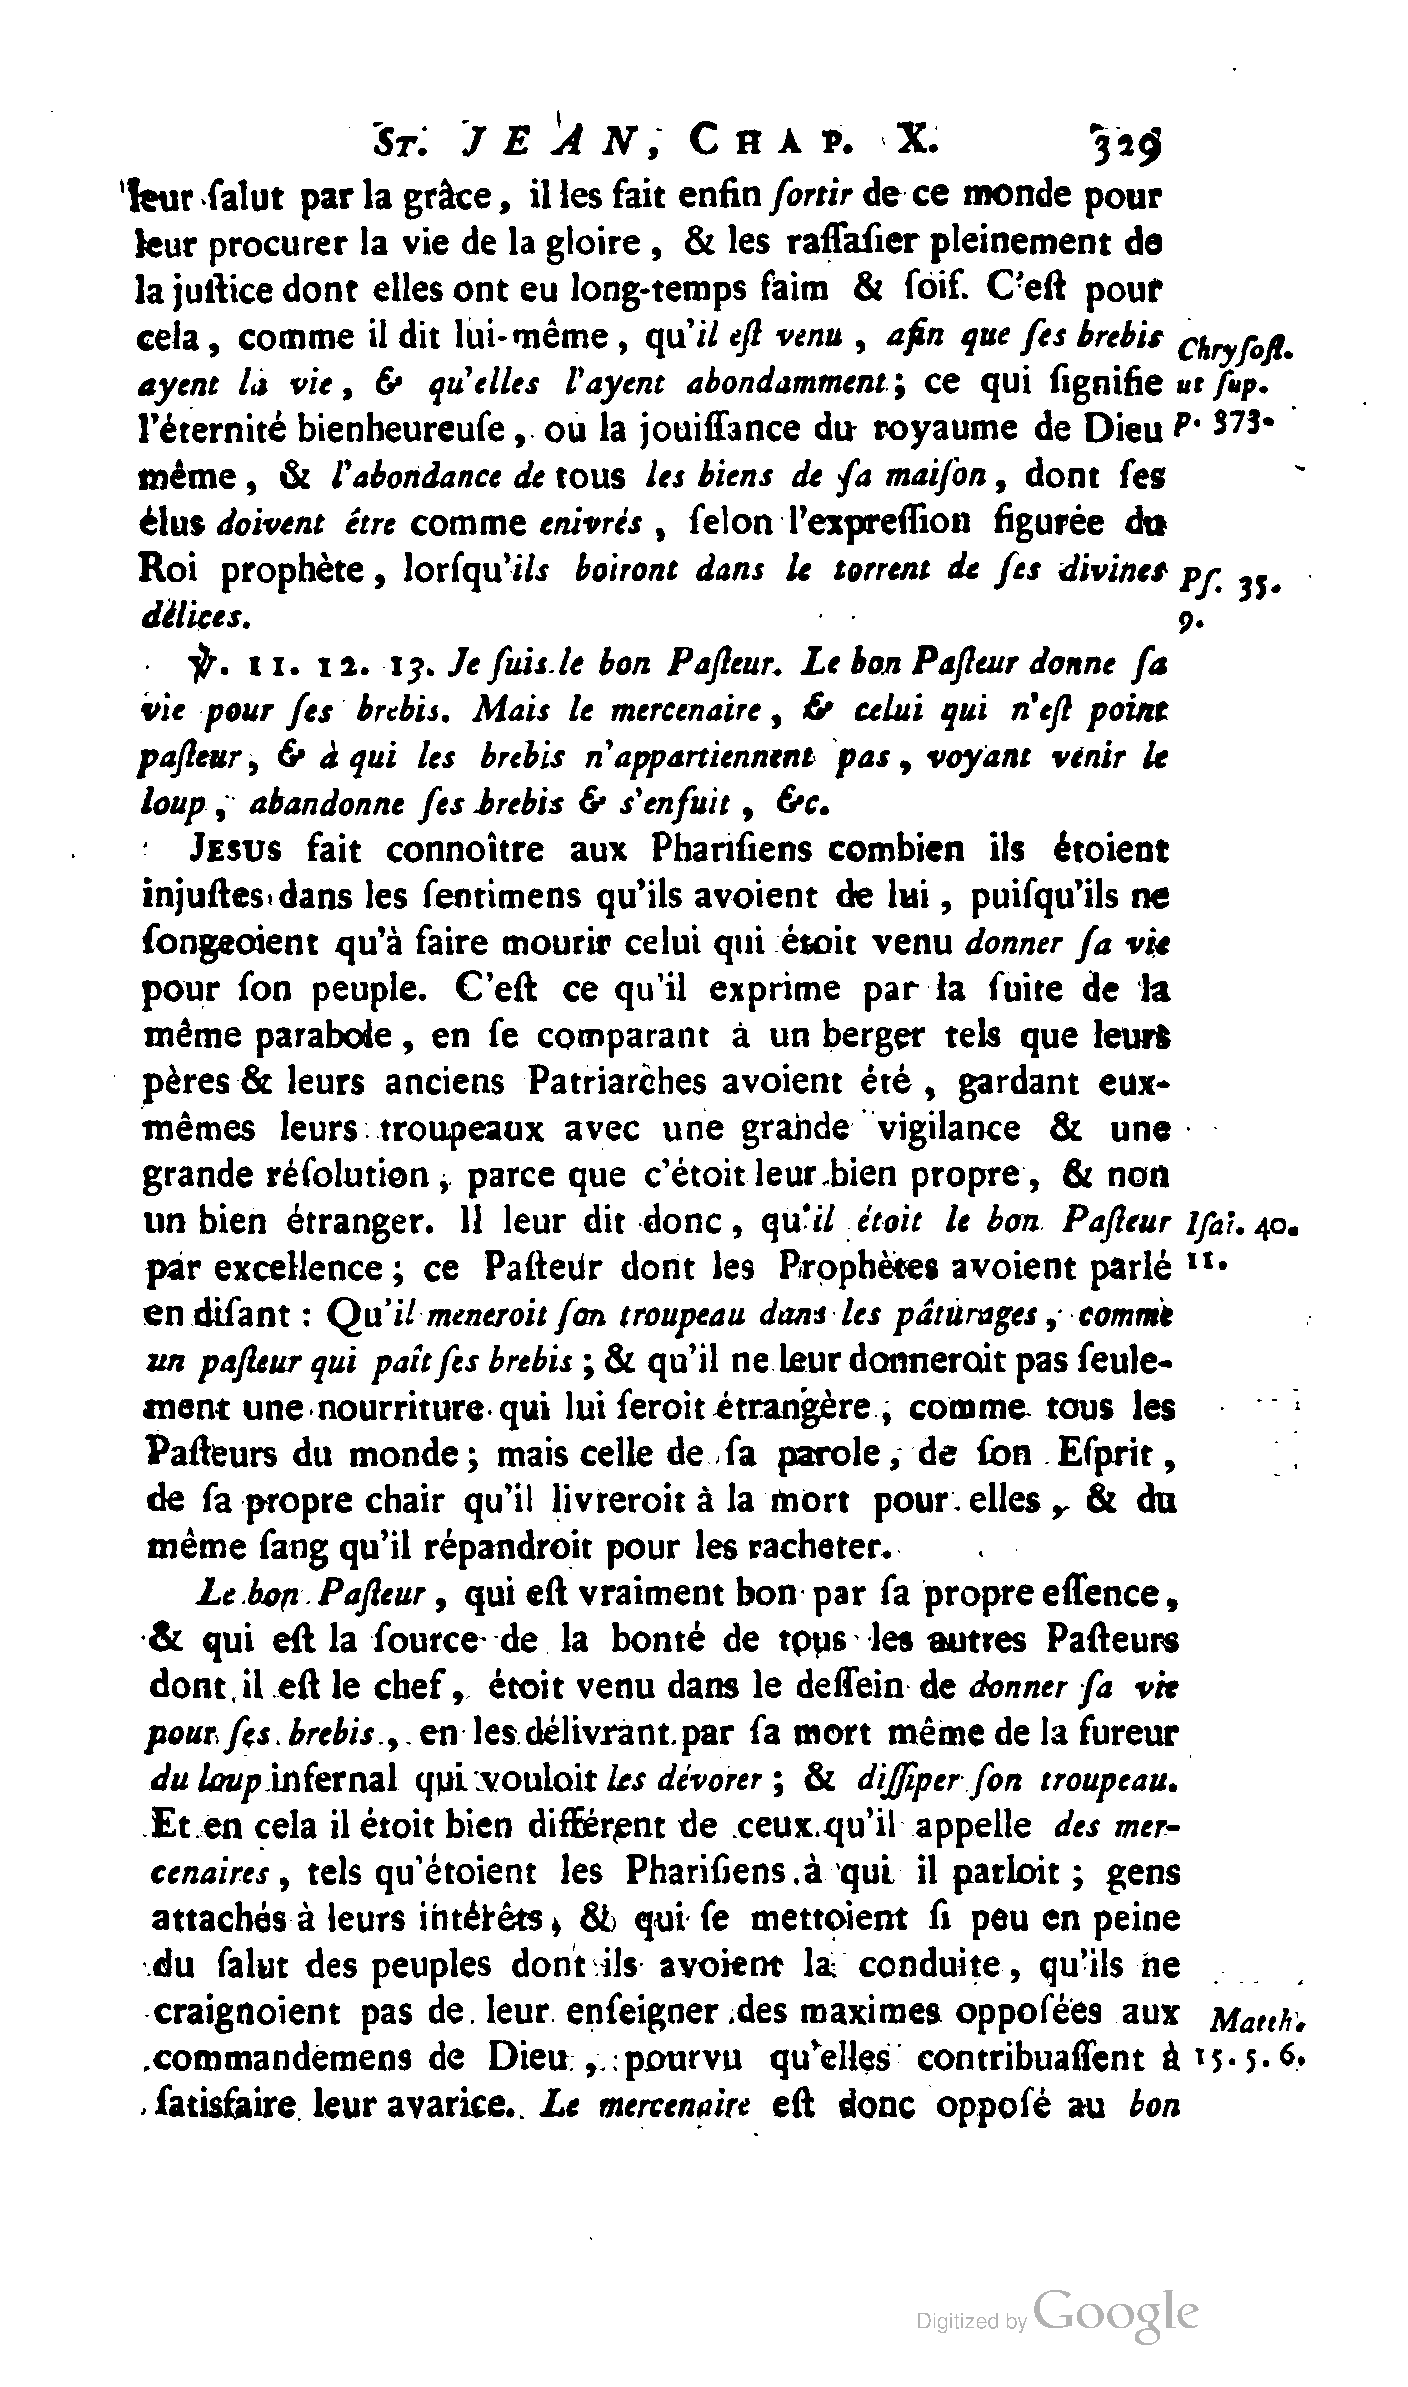 ST. JEAN, CHAP. X. 329
leur ſalut par la grâce, il les fait enfin ſortir de ce monde pour
leur procurer la vie de la gloire, & les raſſaſier pleinement de
la juſtice dont elles ont eu long-temps faim & ſoif. C'eſt pour
cela, comme il dit lui-même, qu'il eſt venu, afin que ſes brebis
Chryſoſt.
ayent la vie, & qu'elles l'ayent abondamment; ce qui ſignifie
ut ſup.
l'éternité bienheureuſe, ou la jouiſſance du royaume de Dieu
p. 373.
même, & l'abondance de tous les biens de ſa maiſon, dont ſes
élus doivent être comme enivrés, ſelon l'expreſſion figurée du
Roi prophète, lorſqu'ils boiront dans le torrent de ſes divines
Pſ. 35.
délices.
9.
℣. 11. 12. 13. Je ſuis le bon Paſteur. Le bon Paſteur donne ſa
vie pour ſes brebis. Mais le mercenaire, & celui qui n'eſt point
paſteur, & à qui les brebis n'appartiennent pas, voyant venir le
loup, abandonne ſes brebis & s'enfuit, &c.
JESUS fait connoître aux Phariſiens combien ils étoient
injuſtes dans les ſentimens qu'ils avoient de lui, puiſqu'ils ne
ſongeoient qu'à faire mourir celui qui étoit venu donner ſa vie
pour ſon peuple. C'eſt ce qu'il exprime par la ſuite de la
même parabole, en ſe comparant à un berger tels que leurs
pères & leurs anciens Patriarches avoient été, gardant eux-
mêmes leurs troupeaux avec une grande vigilance & une
grande réſolution, parce que c'étoit leur bien propre, & non
un bien étranger. Il leur dit donc, qu'il étoit le bon Paſteur
Iſaï. 40.
par excellence; ce Paſteur dont les Prophètes avoient parlé
11.
en diſant : Qu'il meneroit ſon troupeau dans les pâturages, comme
un paſteur qui paît ſes brebis; & qu'il ne leur donneroit pas ſeule-
ment une nourriture qui lui ſeroit étrangère, comme tous les
Paſteurs du monde; mais celle de ſa parole, de ſon Eſprit,
de ſa propre chair qu'il livreroit à la mort pour elles, & du
même ſang qu'il répandroit pour les racheter.
Le bon Paſteur, qui eſt vraiment bon par ſa propre eſſence,
& qui eſt la ſource de la bonté de tous les autres Paſteurs
dont il eſt le chef, étoit venu dans le deſſein de donner ſa vie
pour ſes brebis, en les délivrant par ſa mort même de la fureur
du loup infernal qui vouloit les dévorer; & diſſiper ſon troupeau.
Et en cela il étoit bien différent de ceux qu'il appelle des mer-
cenaires, tels qu'étoient les Phariſiens à qui il parloit; gens
attachés à leurs intérêts, & qui ſe mettoient ſi peu en peine
du ſalut des peuples dont ils avoient la conduite, qu'ils ne
craignoient pas de leur enſeigner des maximes oppoſées aux
Matth.
commandemens de Dieu, pourvu qu'elles contribuaſſent à
15. 5. 6.
ſatisfaire leur avarice. Le mercenaire eſt donc oppoſé au bon
Digitized by Google